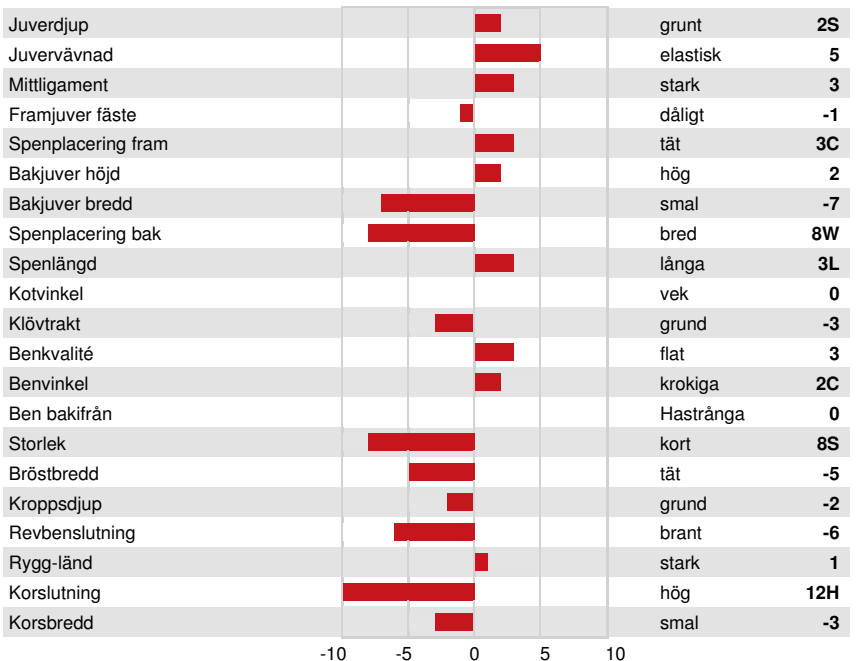 Juverdjup grunt 2S
Juvervävnad elastisk 5
Mittligament stark 3
Framjuver fäste dåligt -1
Spenplacering fram tät 3C
Bakjuver höjd hög 2
Bakjuver bredd smal -7
Spenplacering bak bred 8W
Spenlängd långa 3L
Kotvinkel vek 0
Klövtrakt grund -3
Benkvalité flat 3
Benvinkel krokiga 2C
Ben bakifrån Hastrånga 0
Storlek kort 8S
Bröstbredd tät -5
Kroppsdjup grund -2
Revbenslutning brant -6
Rygg-länd stark 1
Korslutning hög 12H
Korsbredd smal -3
-10 -5 0 5 10